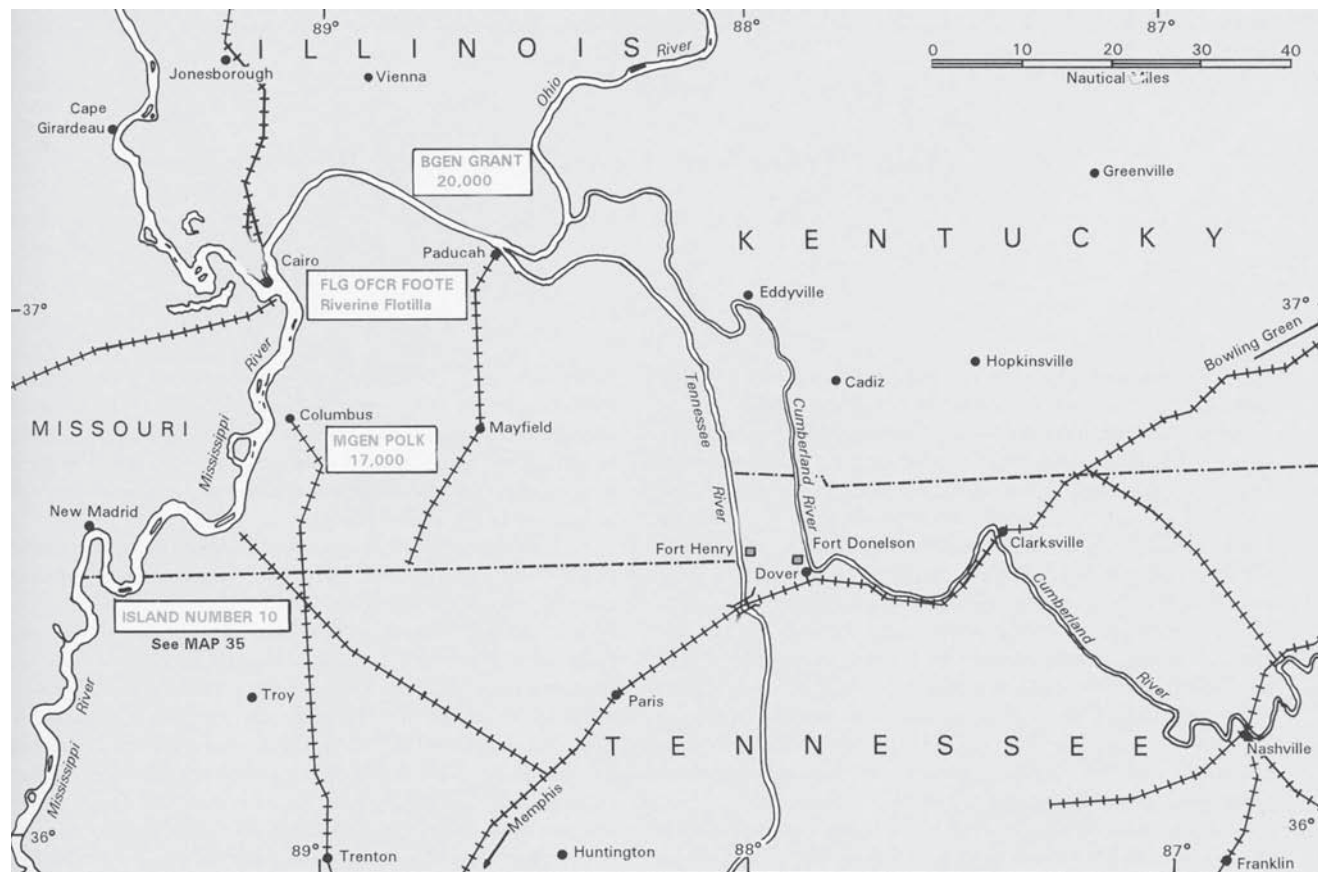 89°
88°
87°
ILLINOIS
River
0 10 20 30 40
Nautical Miles
Jonesborough
Vienna
Ohio
Cape
Girardeau
BGEN GRANT
20,000
Greenville
KENTUCKY
Paducah
Cairo
FLG OFCR FOOTE
Riverine Flotilla
Eddyville
37°
37°
Bowling Green
Hopkinsville
River
Tennessee
Cadiz
Columbus
Cumberland
MISSOURI
Mayfield
MGEN POLK
17,000
Mississippi
River
River
New Madrid
Fort Henry
Fort Donelson
Clarksville
Dover
ISLAND NUMBER 10
See MAP 35
Cumberland
River
Troy
Paris
River
TENNESSEE
Nashville
Mississippi
Memphis
36°
36°
89°
Trenton
Huntington
88°
87°
Franklin